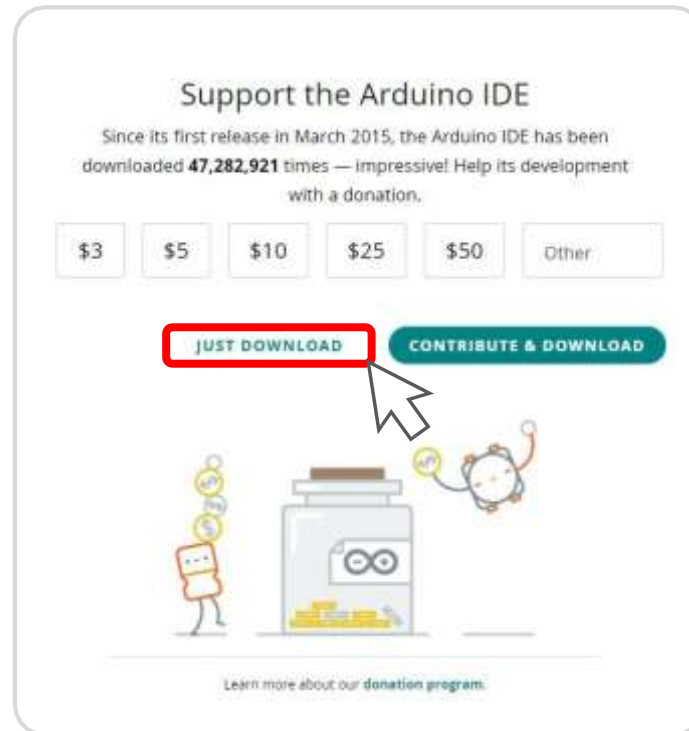 Support the Arduino IDE
Since its first release in March 2015, the Arduino IDE has been
downloaded 47,282,921 times — impressive! Help its development
with a donation.
$3 $5 $10 $25 $50 Other
JUST DOWNLOAD CONTRIBUTE & DOWNLOAD
Learn more about our donation program.